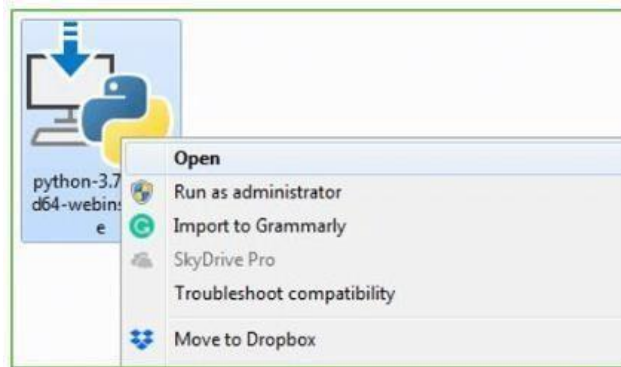 python-3.7
d64-webins
e
Open
Run as administrator
Import to Grammarly
SkyDrive Pro
Troubleshoot compatibility
Move to Dropbox